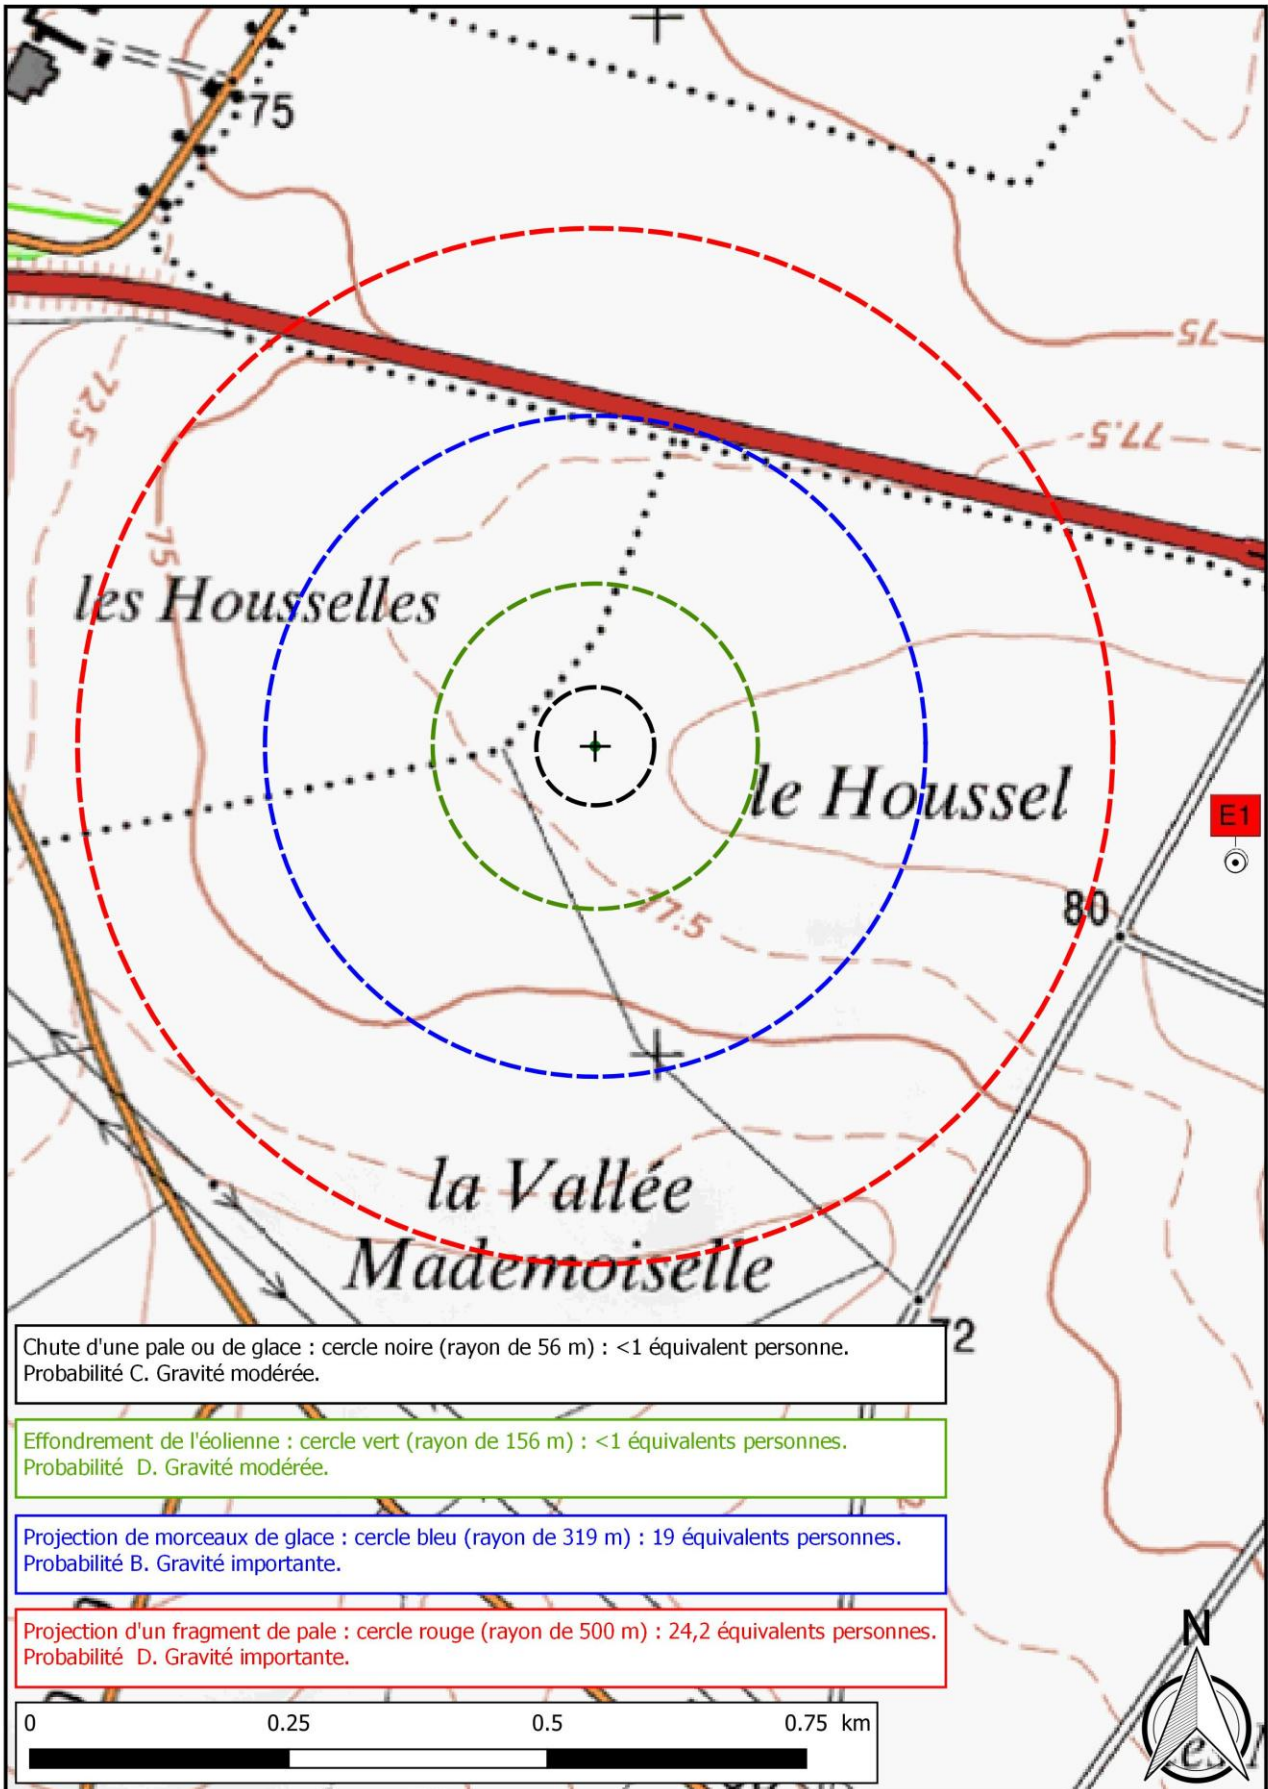 75
75
77.5
72.5
75
les Housselles
le Houssel
E1
80
77.5
la Vallée
Mademoiselle
72
Chute d'une pale ou de glace : cercle noire (rayon de 56 m) : <1 équivalent personne.
Probabilité C. Gravité modérée.
Effondrement de l'éolienne : cercle vert (rayon de 156 m) : <1 équivalents personnes.
Probabilité D. Gravité modérée.
Projection de morceaux de glace : cercle bleu (rayon de 319 m) : 19 équivalents personnes.
Probabilité B. Gravité importante.
Projection d'un fragment de pale : cercle rouge (rayon de 500 m) : 24,2 équivalents personnes.
Probabilité D. Gravité importante.
N
0 0.25 0.5 0.75 km